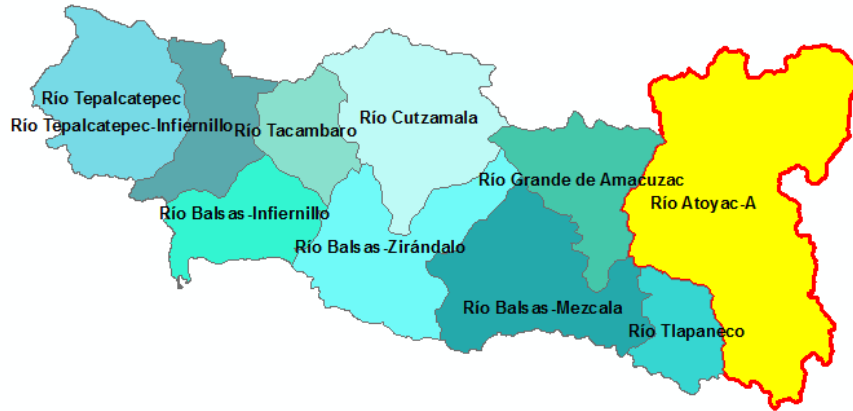 Río Tepalcatepec
Río Tepalcatepec-Infiernillo
Río Tacambaro
Río Cutzamala
Río Grande de Amacuzac
Río Atoyac-A
Río Balsas-Infiernillo
Río Balsas-Zirándalo
Río Balsas-Mezcala
Río Tlapaneco